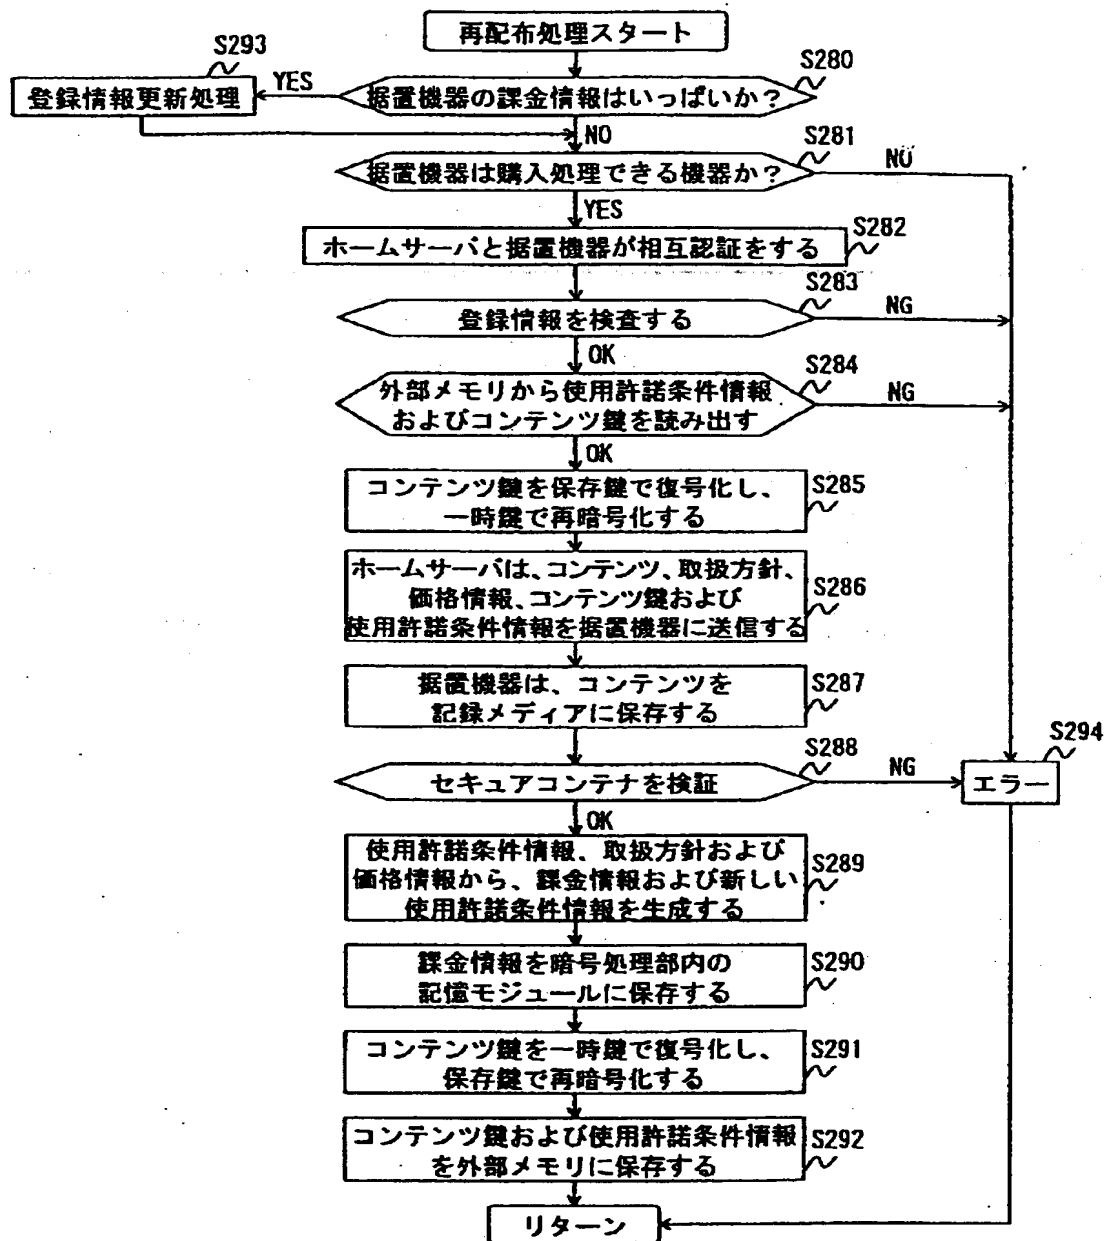 再配布処理スタート
S293
S280
登録情報更新処理
YES
据置機器の課金情報はいっぱいか?
NO
S281
据置機器は購入処理できる機器か?
NO
YES
S282
ホームサーバと据置機器が相互認証をする
S283
登録情報を検査する
NG
OK
S284
外部メモリから使用許諾条件情報
およびコンテンツ鍵を読み出す
NG
OK
コンテンツ鍵を保存鍵で復号化し、
一時鍵で再暗号化する
S285
ホームサーバは、コンテンツ、取扱方針、
価格情報、コンテンツ鍵および
使用許諾条件情報を据置機器に送信する
S286
据置機器は、コンテンツを
記録メディアに保存する
S287
S288
セキュアコンテナを検証
NG
S294
エラー
OK
使用許諾条件情報、取扱方針および
価格情報から、課金情報および新しい
使用許諾条件情報を生成する
S289
課金情報を暗号処理部内の
記憶モジュールに保存する
S290
コンテンツ鍵を一時鍵で復号化し、
保存鍵で再暗号化する
S291
コンテンツ鍵および使用許諾条件情報
を外部メモリに保存する
S292
リターン